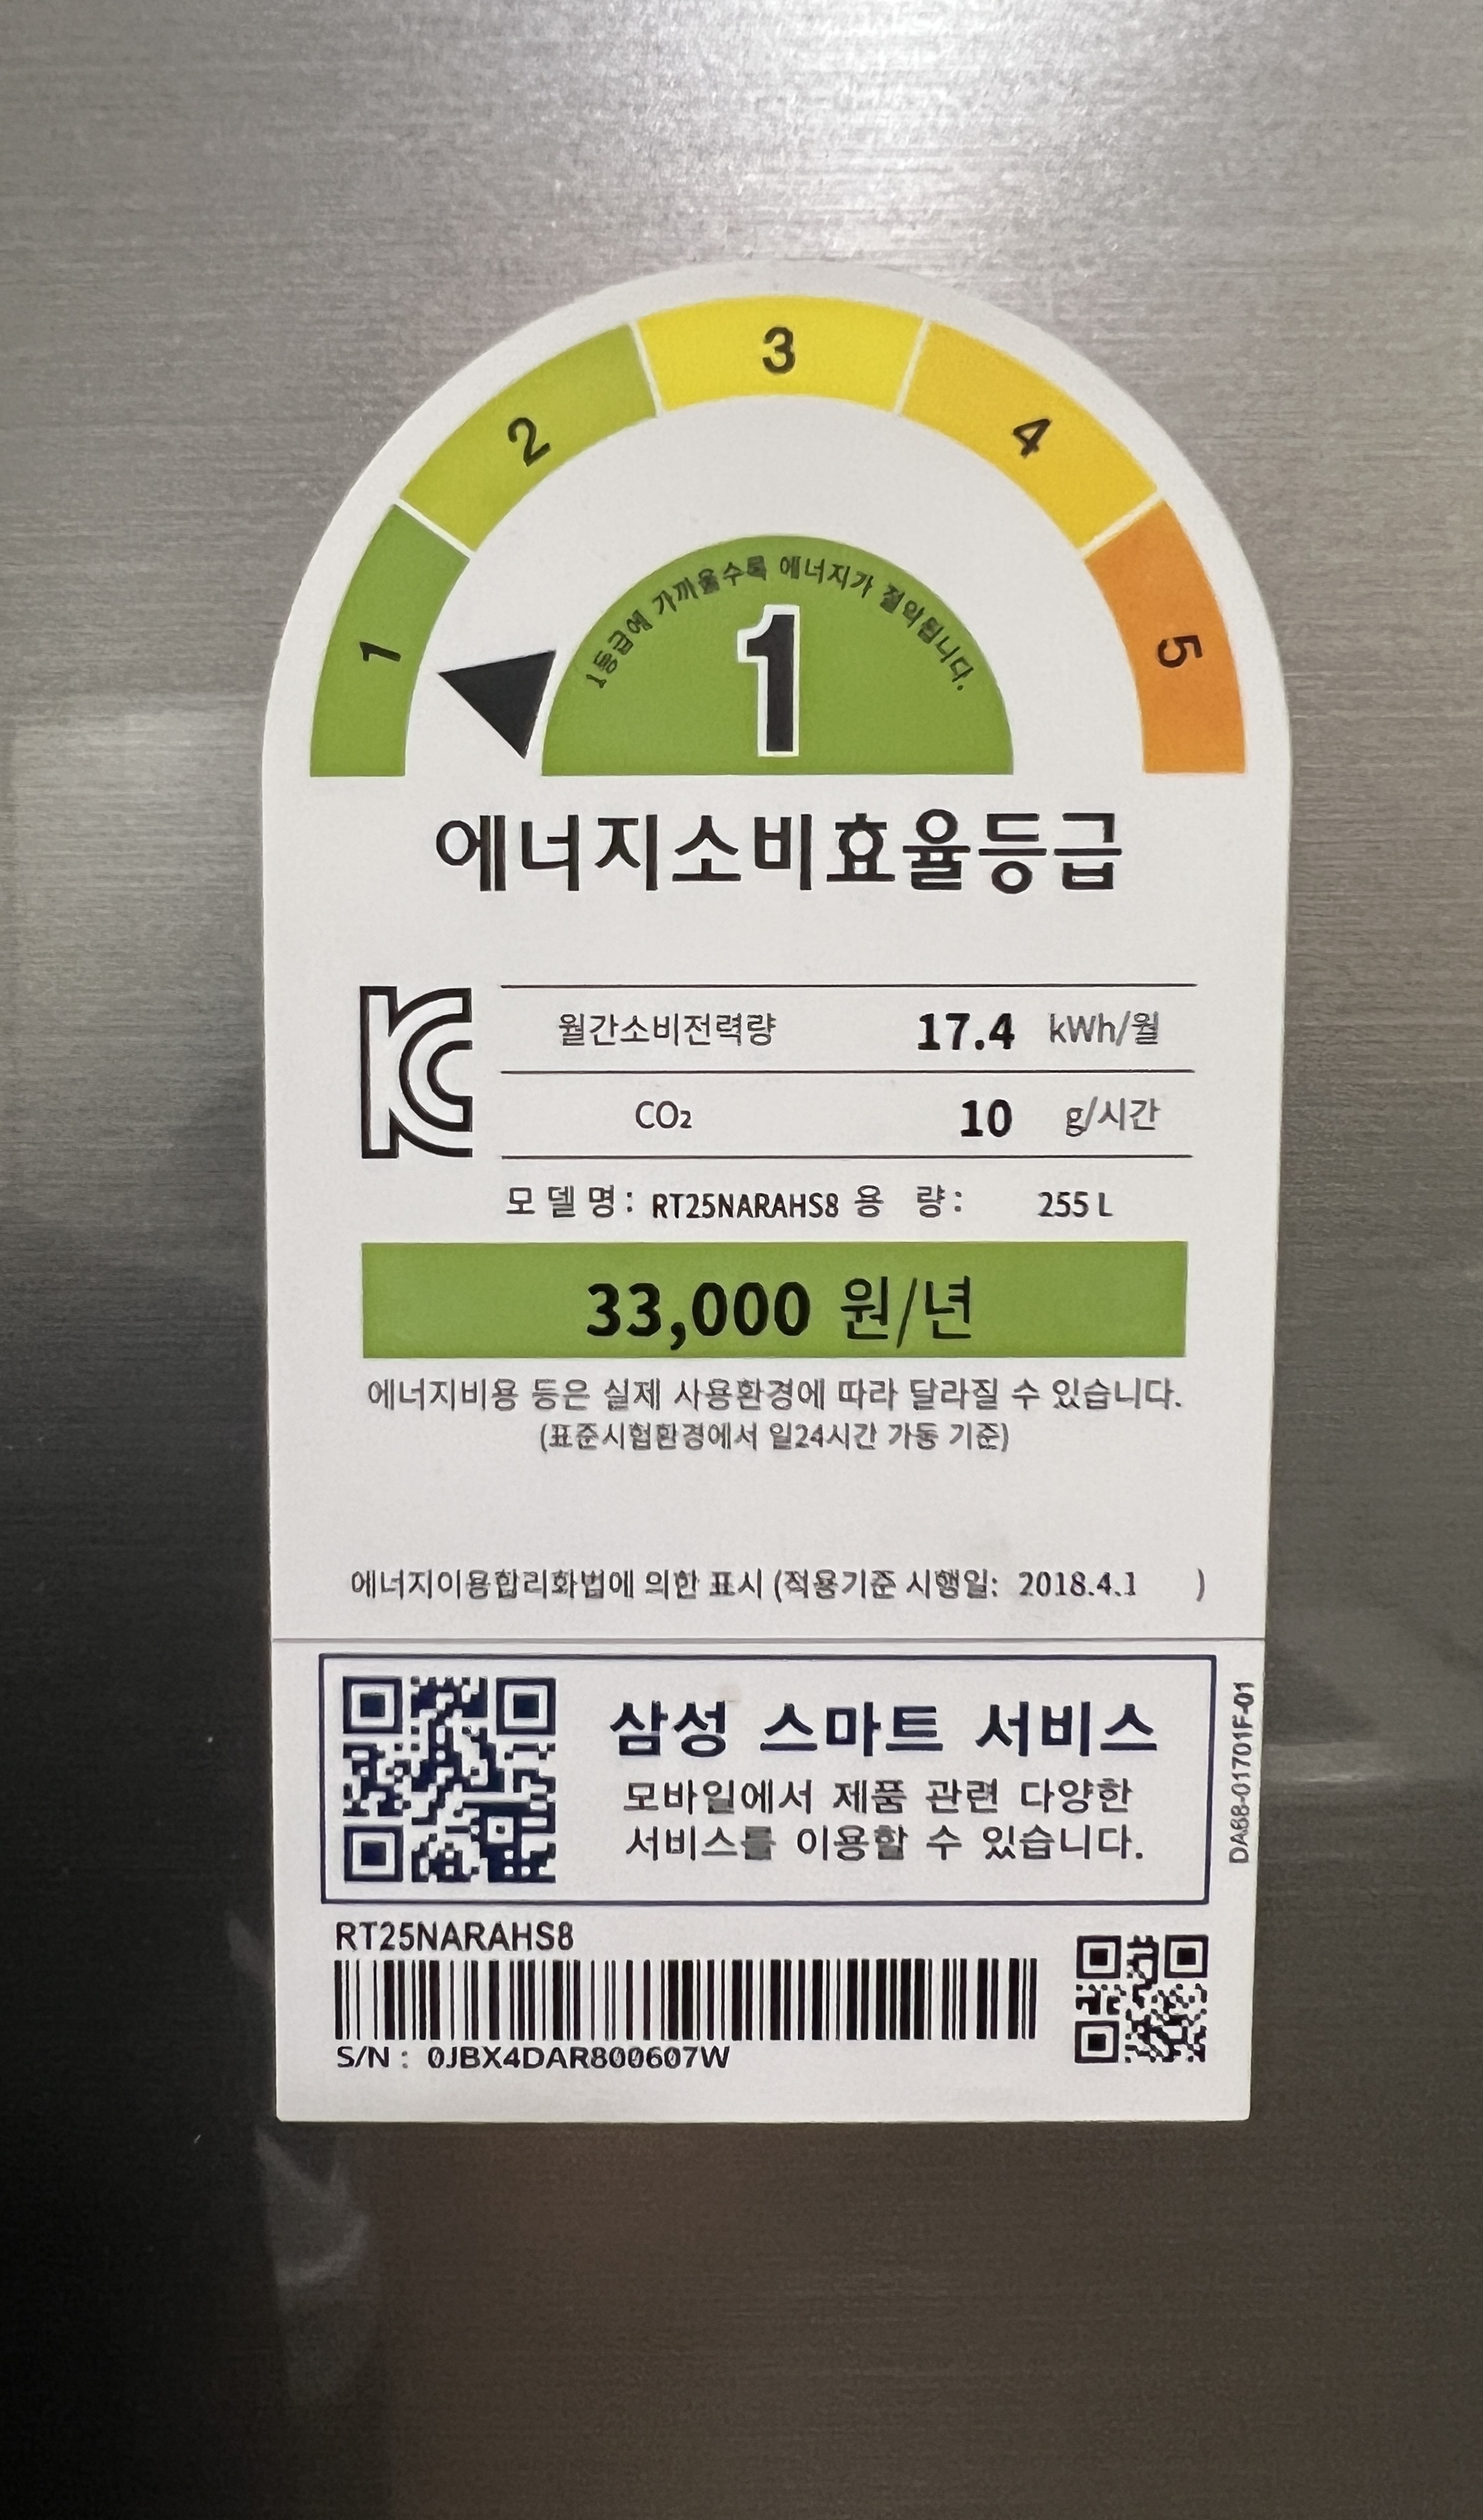 1 2 3 4 5
1등급에 가까울수록 에너지가 절약됩니다.
1
에너지소비효율등급
월간소비전력량 17.4 kWh/월
CO₂ 10 g/시간
모델명: RT25NARAHS8 용 량: 255 L
33,000 원/년
에너지비용 등은 실제 사용환경에 따라 달라질 수 있습니다.
(표준시험환경에서 일24시간 가동 기준)
에너지이용합리화법에 의한 표시 (적용기준 시행일: 2018.4.1 )
삼성 스마트 서비스
모바일에서 제품 관련 다양한
서비스를 이용할 수 있습니다.
DA68-01701F-01
RT25NARAHS8
S/N : 0JBX4DAR800607W